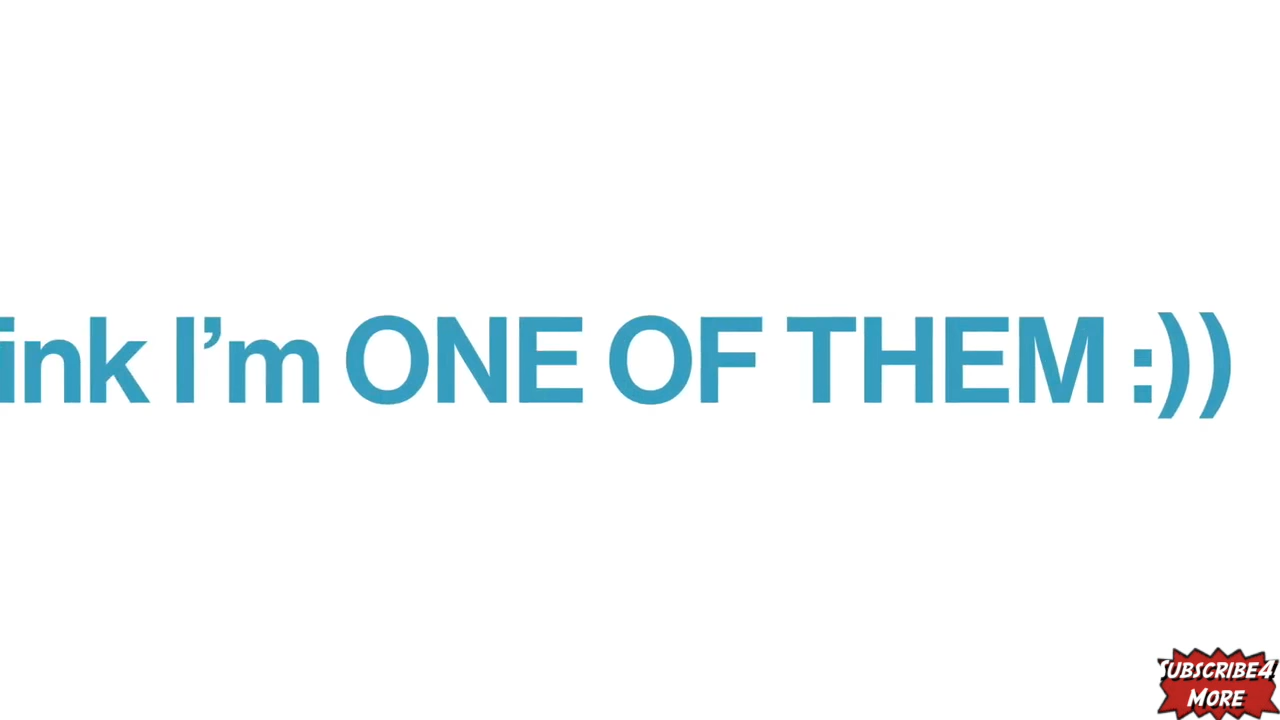 ink I’m ONE OF THEM :))
SUBSCRIBE4
MORE